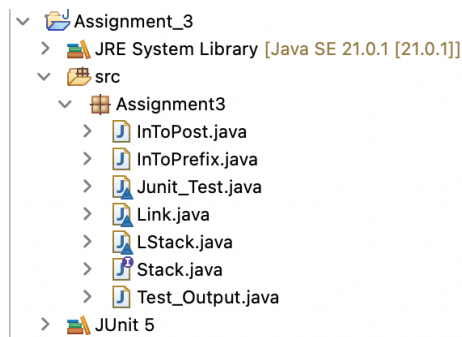 Assignment_3
JRE System Library [Java SE 21.0.1 [21.0.1]]
src
Assignment3
InToPost.java
InToPrefix.java
Junit_Test.java
Link.java
LStack.java
Stack.java
Test_Output.java
JUnit 5